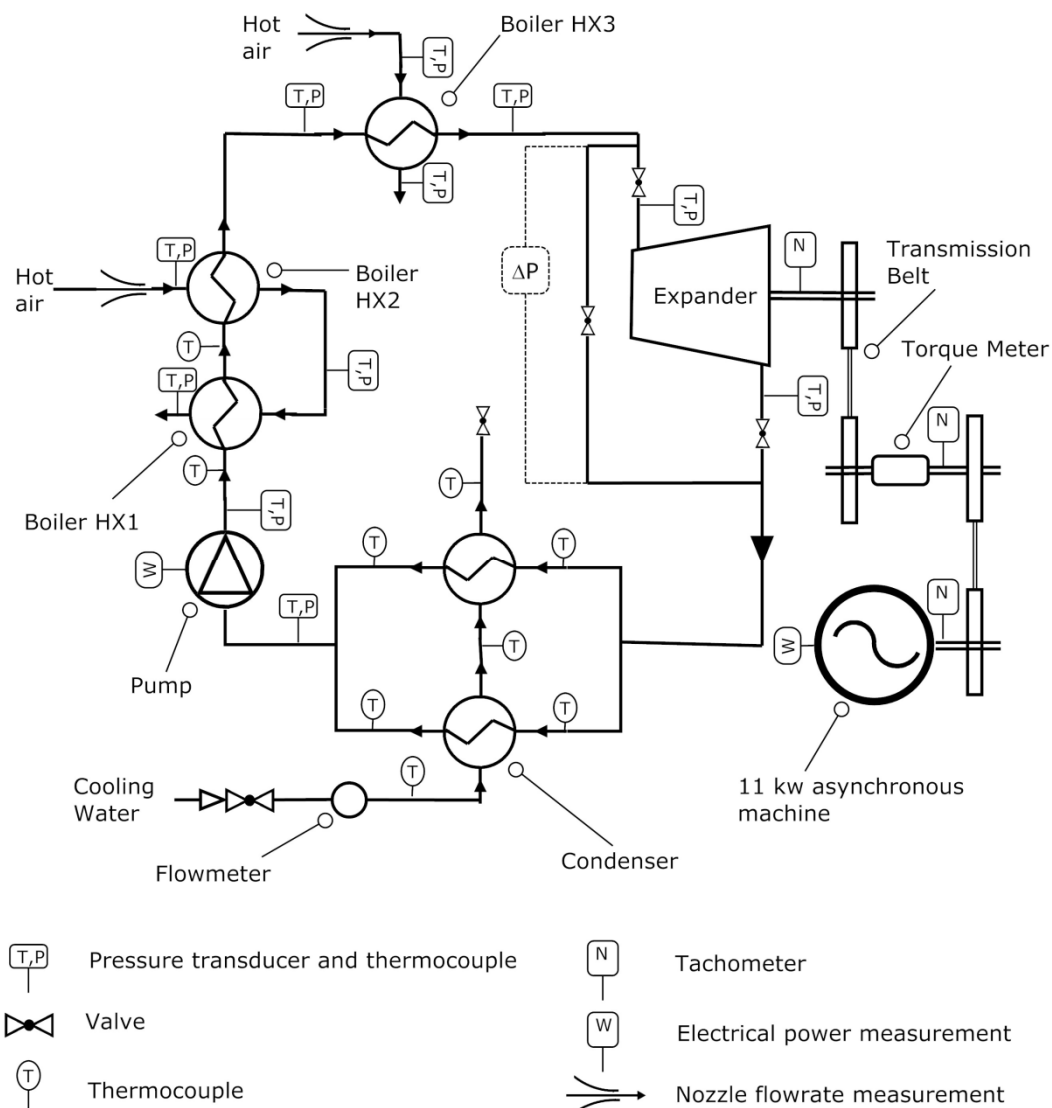 Hot
air
Boiler HX3
T,P
T,P
T,P
T,P
Hot
air
T,P
Boiler
HX2
ΔP
T,P
Expander
N
Transmission
Belt
T
T,P
T,P
T,P
Torque Meter
N
T
T
Boiler HX1
T,P
W
T
T
T,P
T
N
W
Pump
T
T
T
Cooling
Water
Flowmeter
Condenser
11 kw asynchronous
machine
T,P
Pressure transducer and thermocouple
N
Tachometer
Valve
W
Electrical power measurement
T
Thermocouple
Nozzle flowrate measurement